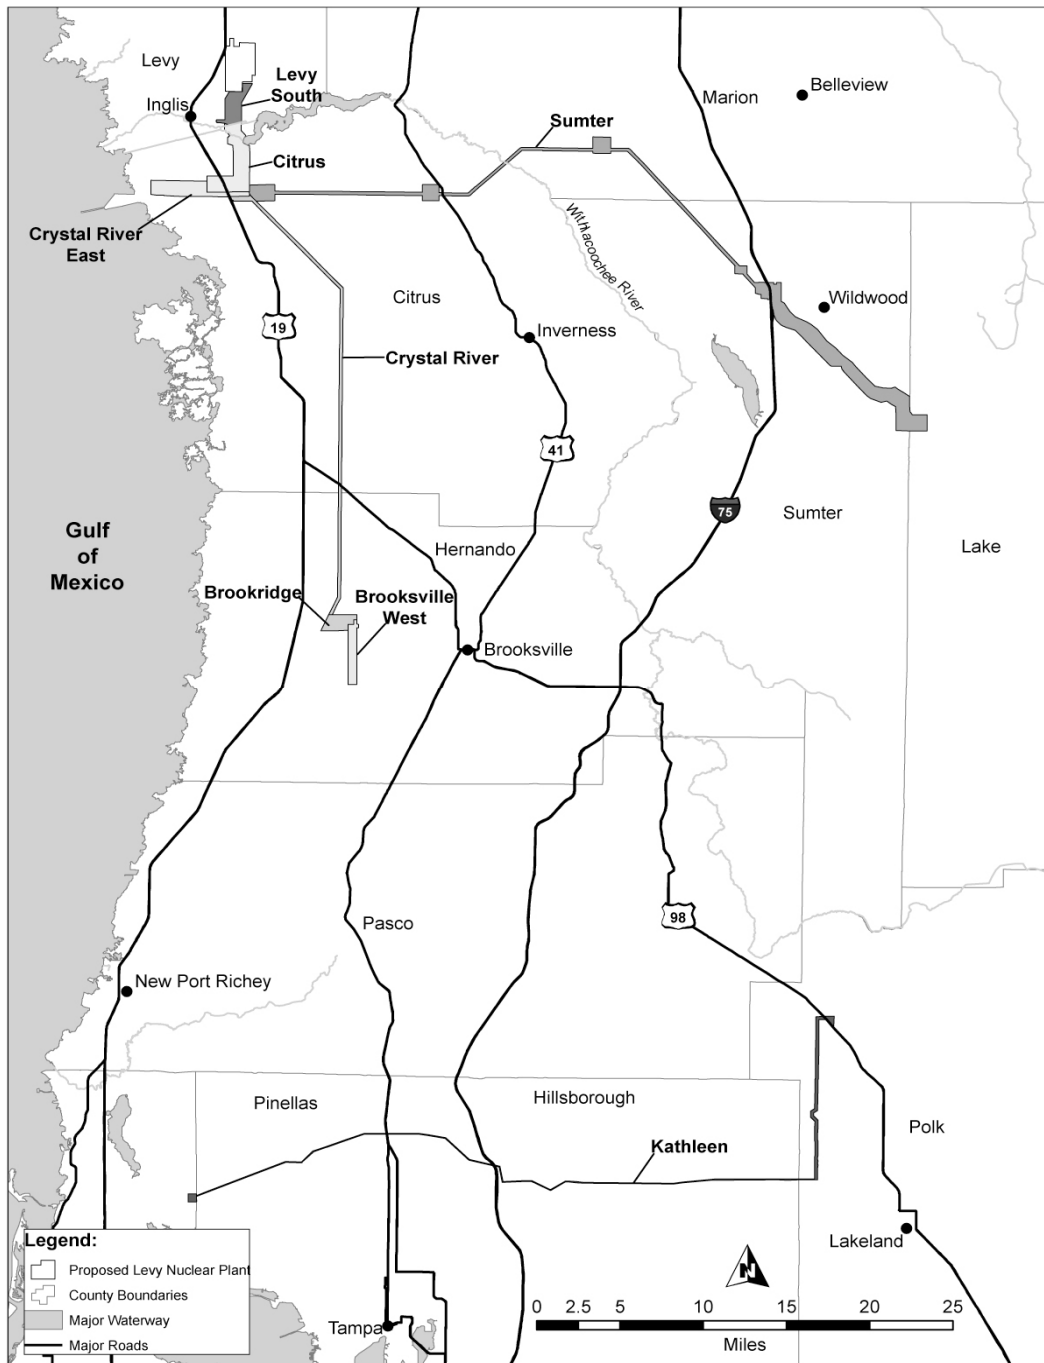 Levy
Levy
South
Inglis
Belleview
Marion
Sumter
Citrus
Crystal River
East
Withlacoochee River
Citrus
Wildwood
19
Inverness
Crystal River
41
75
Sumter
Gulf
of
Mexico
Hernando
Lake
Brookridge
Brooksville
West
Brooksville
98
Pasco
New Port Richey
Pinellas
Hillsborough
Polk
Kathleen
Lakeland
Legend:
Proposed Levy Nuclear Plant
County Boundaries
Major Waterway
Major Roads
Tampa
N
0 2.5 5 10 15 20 25
Miles